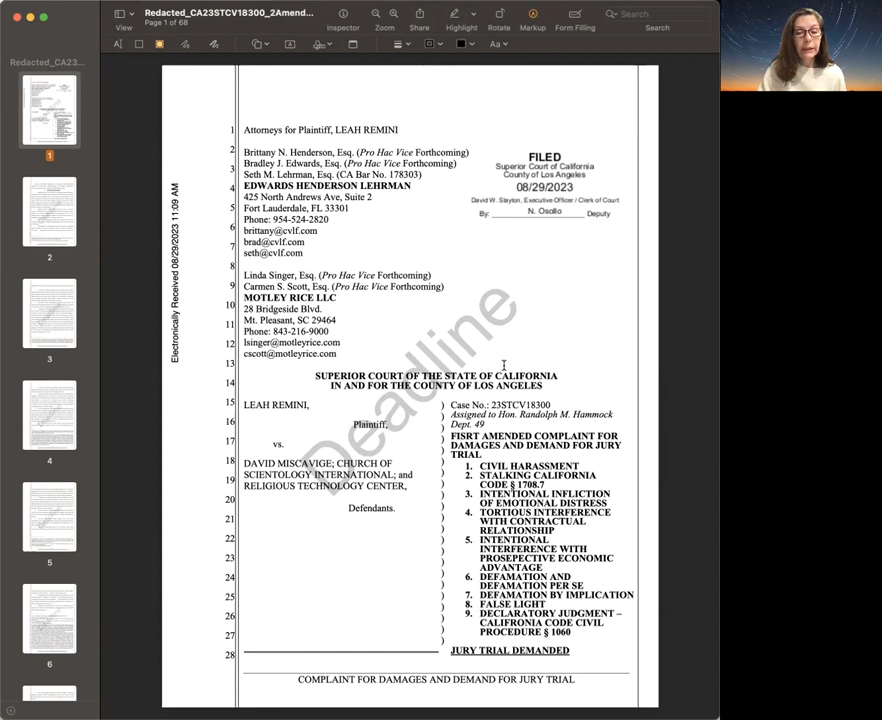 Redacted_CA23STCV18300_2Amend...
Page 1 of 68
View
Inspector
Zoom
Share
Highlight
Rotate
Markup
Form Filling
Search
Search
Aa
Redacted_CA23...
1
2
3
4
5
6
Electronically Received 08/29/2023 11:09 AM
Deadline
1 Attorneys for Plaintiff, LEAH REMINI
2 Brittany N. Henderson, Esq. (Pro Hac Vice Forthcoming)
Bradley J. Edwards, Esq. (Pro Hac Vice Forthcoming)
3 Seth M. Lehrman, Esq. (CA Bar No. 178303)
4 EDWARDS HENDERSON LEHRMAN
425 North Andrews Ave, Suite 2
5 Fort Lauderdale, FL 33301
Phone: 954-524-2820
6 brittany@cvlf.com
brad@cvlf.com
7 seth@cvlf.com
8
Linda Singer, Esq. (Pro Hac Vice Forthcoming)
9 Carmen S. Scott, Esq. (Pro Hac Vice Forthcoming)
10 MOTLEY RICE LLC
28 Bridgeside Blvd.
11 Mt. Pleasant, SC 29464
Phone: 843-216-9000
12 lsinger@motleyrice.com
cscott@motleyrice.com
13
FILED
Superior Court of California
County of Los Angeles
08/29/2023
David W. Slayton, Executive Officer / Clerk of Court
By: N. Osollo Deputy
SUPERIOR COURT OF THE STATE OF CALIFORNIA
14 IN AND FOR THE COUNTY OF LOS ANGELES
15 LEAH REMINI,
16 Plaintiff,
17 vs.
18 DAVID MISCAVIGE; CHURCH OF
19 SCIENTOLOGY INTERNATIONAL; and
RELIGIOUS TECHNOLOGY CENTER,
20
Defendants.
21
22
23
24
25
26
27
28
Case No.: 23STCV18300
Assigned to Hon. Randolph M. Hammock
Dept. 49
FISRT AMENDED COMPLAINT FOR
DAMAGES AND DEMAND FOR JURY
TRIAL
1. CIVIL HARASSMENT
2. STALKING CALIFORNIA
CODE § 1708.7
3. INTENTIONAL INFLICTION
OF EMOTIONAL DISTRESS
4. TORTIOUS INTERFERENCE
WITH CONTRACTUAL
RELATIONSHIP
5. INTENTIONAL
INTERFERENCE WITH
PROSEPECTIVE ECONOMIC
ADVANTAGE
6. DEFAMATION AND
DEFAMATION PER SE
7. DEFAMATION BY IMPLICATION
8. FALSE LIGHT
9. DECLARATORY JUDGMENT –
CALIFRONIA CODE CIVIL
PROCEDURE § 1060
JURY TRIAL DEMANDED
COMPLAINT FOR DAMAGES AND DEMAND FOR JURY TRIAL